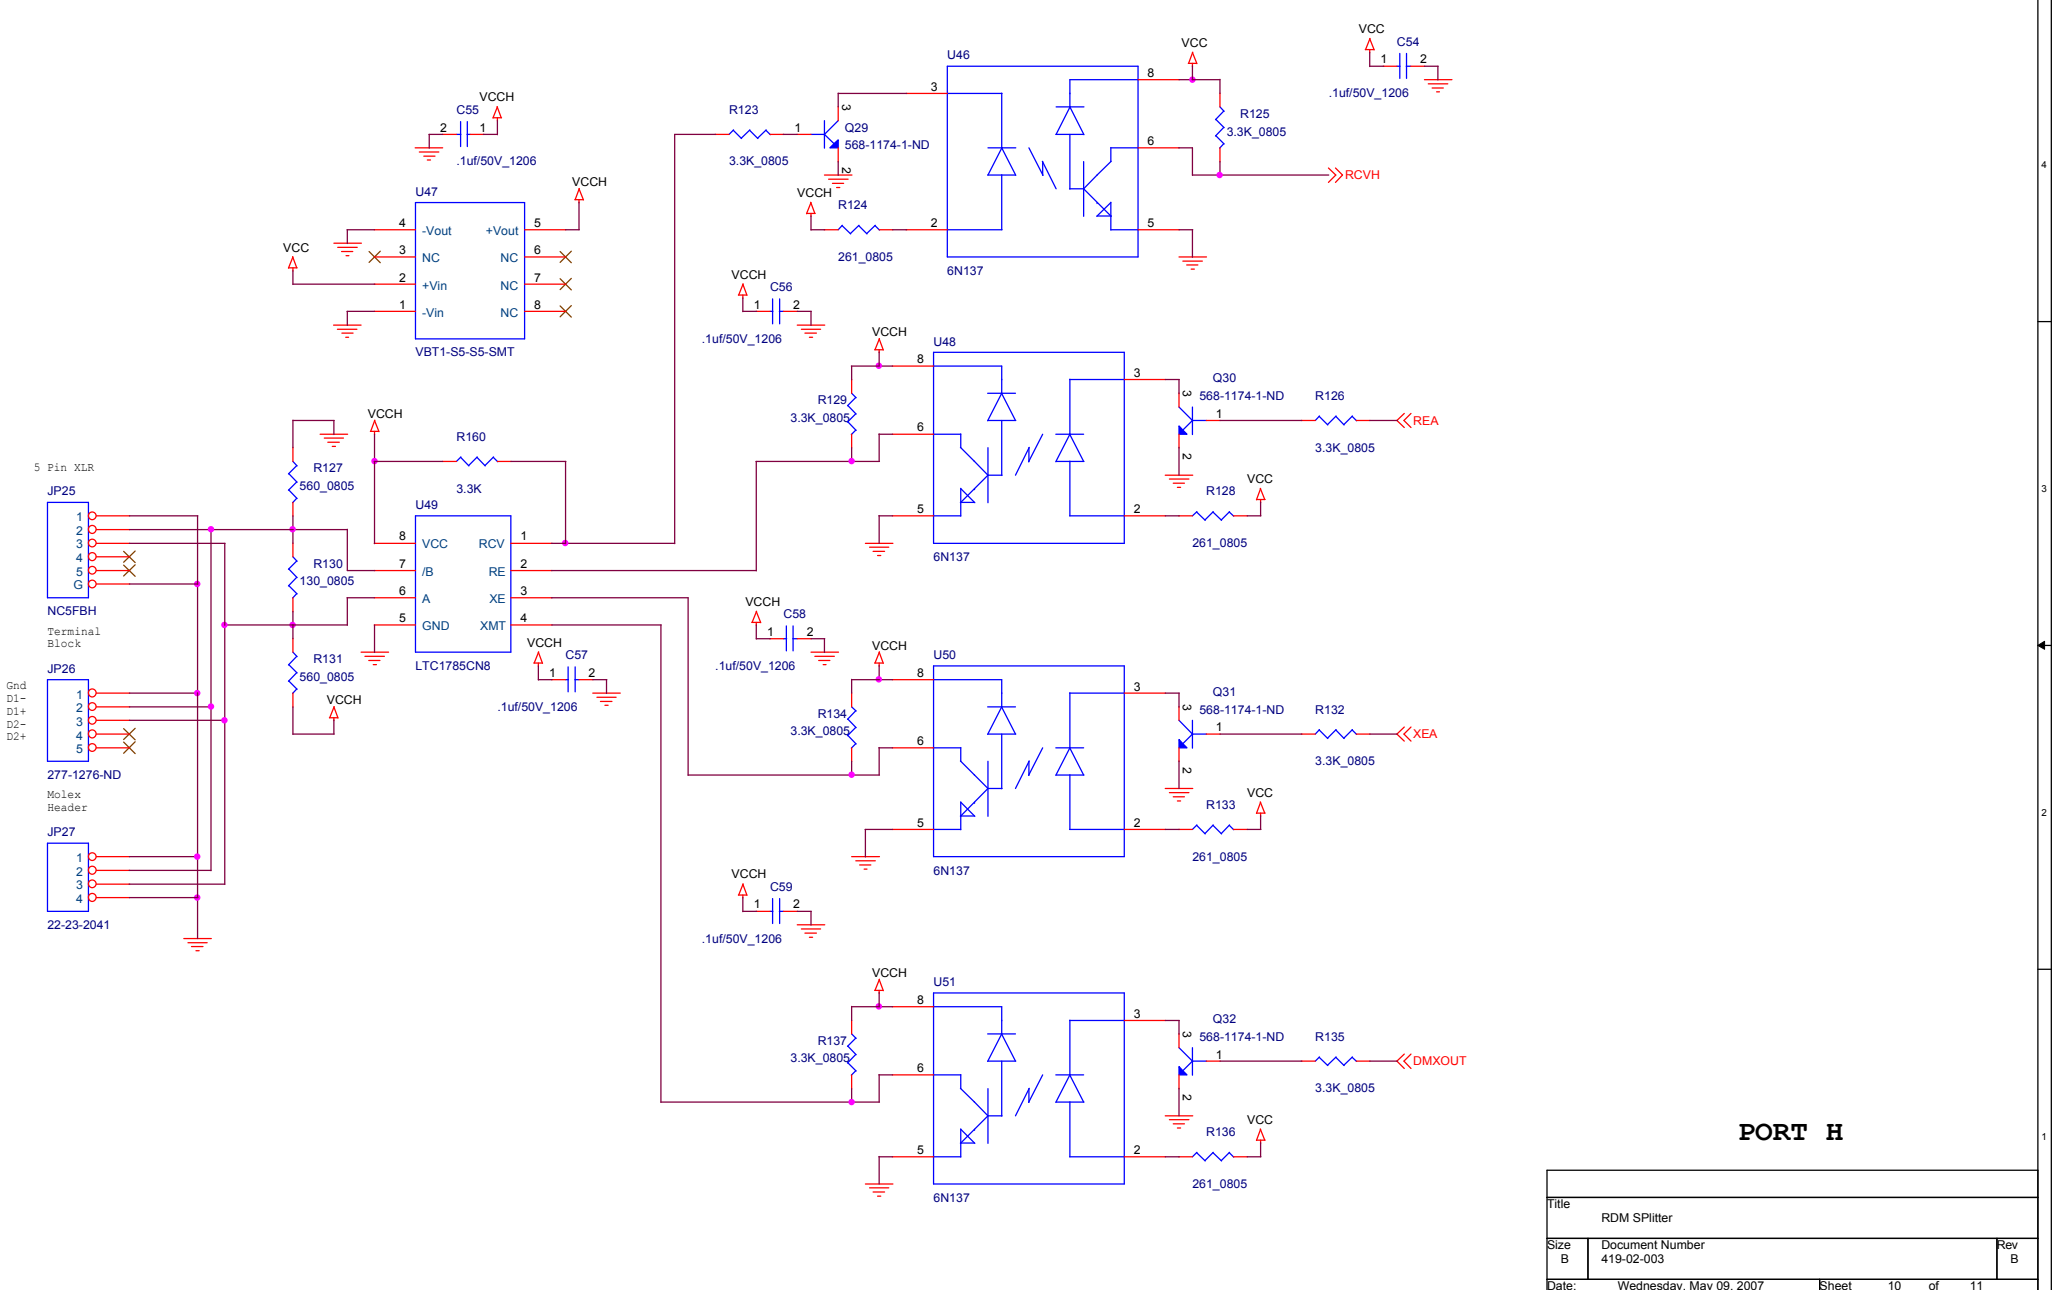 VCC
C54
1
2
.1uf/50V_1206
U46
VCC
3
8
R125
3.3K_0805
6
RCVH
2
5
6N137
R123
1
3
Q29
568-1174-1-ND
3.3K_0805
2
VCCH
R124
261_0805
C55
VCCH
2
1
.1uf/50V_1206
U47
VCCH
4
-Vout
+Vout
5
VCC
3
NC
NC
6
2
+Vin
NC
7
1
-Vin
NC
8
VBT1-S5-S5-SMT
VCCH
C56
1
2
.1uf/50V_1206
VCCH
U48
8
3
Q30
568-1174-1-ND
R126
R129
3.3K_0805
3
1
REA
6
2
3.3K_0805
R128
VCC
5
2
261_0805
6N137
5 Pin XLR
JP25
1
2
3
4
5
G
NC5FBH
R127
560_0805
R130
130_0805
R131
560_0805
VCCH
VCCH
R160
3.3K
U49
8
VCC
RCV
1
7
/B
RE
2
6
A
XE
3
5
GND
XMT
4
LTC1785CN8
VCCH
C57
1
2
.1uf/50V_1206
Terminal
Block
JP26
Gnd
D1-
D1+
D2-
D2+
1
2
3
4
5
277-1276-ND
Molex
Header
JP27
1
2
3
4
22-23-2041
VCCH
C58
1
2
.1uf/50V_1206
VCCH
U50
8
3
Q31
568-1174-1-ND
R132
R134
3.3K_0805
3
1
XEA
6
2
3.3K_0805
R133
VCC
5
2
261_0805
6N137
VCCH
C59
1
2
.1uf/50V_1206
VCCH
U51
8
3
Q32
568-1174-1-ND
R135
R137
3.3K_0805
3
1
DMXOUT
6
2
3.3K_0805
R136
VCC
5
2
261_0805
6N137
4
3
2
1
PORT H
Title
RDM SPlitter
Size
B
Document Number
419-02-003
Rev
B
Date:
Wednesday, May 09, 2007
Sheet
10 of 11